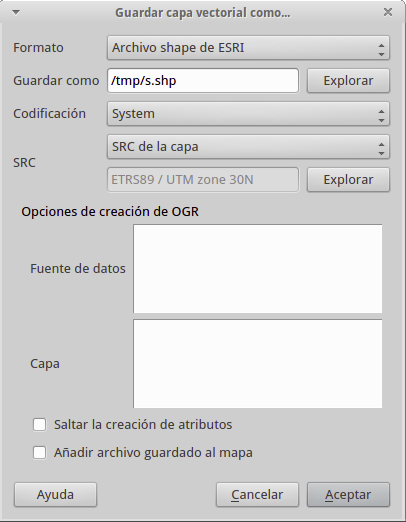 Guardar capa vectorial como...
Formato Archivo shape de ESRI
Guardar como /tmp/s.shp Explorar
Codificación System
SRC SRC de la capa
ETRS89 / UTM zone 30N Explorar
Opciones de creación de OGR
Fuente de datos
Capa
Saltar la creación de atributos
Añadir archivo guardado al mapa
Ayuda Cancelar Aceptar